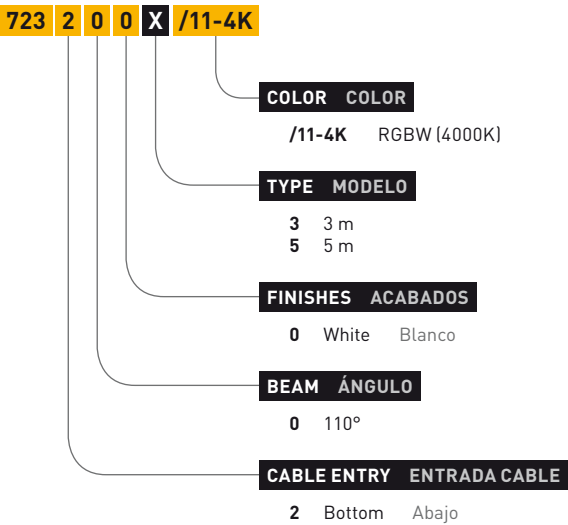 723 2 0 0 X /11-4K
COLOR COLOR
/11-4K RGBW (4000K)
TYPE MODELO
3 3 m
5 5 m
FINISHES ACABADOS
0 White Blanco
BEAM ÁNGULO
0 110°
CABLE ENTRY ENTRADA CABLE
2 Bottom Abajo